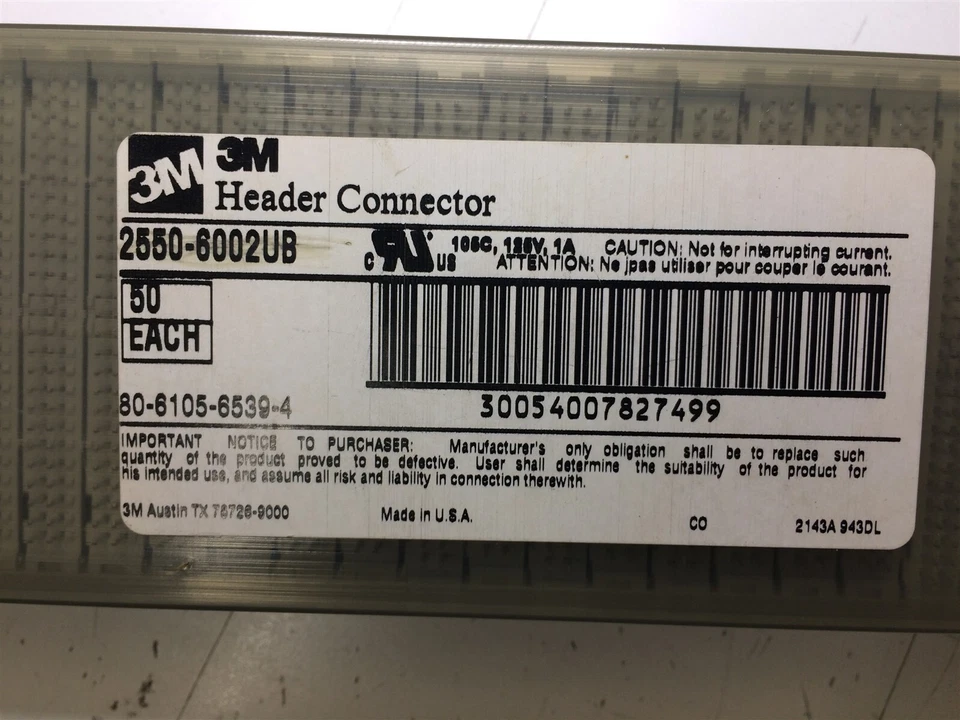 3M 3M
Header Connector
2550-6002UB
C UR US 105C, 125V, 1A CAUTION: Not for interrupting current.
ATTENTION: Ne jpas utiliser pour couper le courant.
50
EACH
80-6105-6539-4
30054007827499
IMPORTANT NOTICE TO PURCHASER: Manufacturer's only obligation shall be to replace such
quantity of the product proved to be defective. User shall determine the suitability of the product for
his intended use, and assume all risk and liability in connection therewith.
3M Austin TX 78726-9000 Made in U.S.A. CO 2143A 943DL